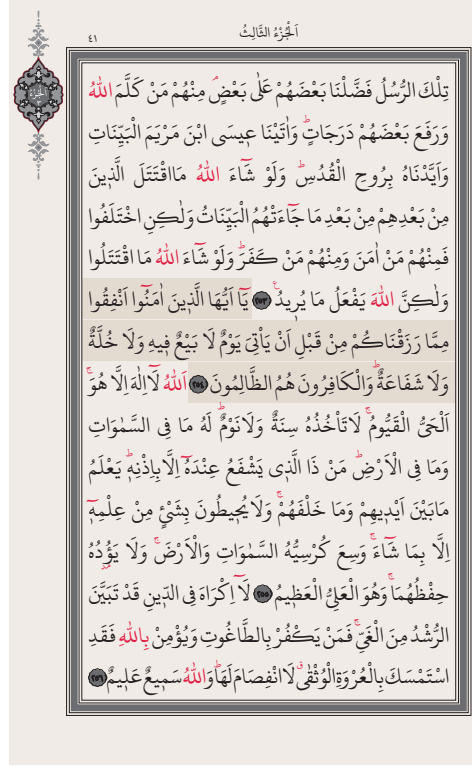 اَلْجُزْءُ الثَّالِثُ
٤١
تِلْكَ الرُّسُلُ فَضَّلْنَا بَعْضَهُمْ عَلٰى بَعْضٍۢ مِنْهُمْ مَنْ كَلَّمَ اللّٰهُ
وَرَفَعَ بَعْضَهُمْ دَرَجَاتٍۜ وَاٰتَيْنَا ع۪يسَى ابْنَ مَرْيَمَ الْبَيِّنَاتِ
وَاَيَّدْنَاهُ بِرُوحِ الْقُدُسِۜ وَلَوْ شَٓاءَ اللّٰهُ مَااقْتَتَلَ الَّذ۪ينَ
مِنْ بَعْدِهِمْ مِنْ بَعْدِ مَا جَٓاءَتْهُمُ الْبَيِّنَاتُ وَلٰكِنِ اخْتَلَفُوا
فَمِنْهُمْ مَنْ اٰمَنَ وَمِنْهُمْ مَنْ كَفَرَۜ وَلَوْ شَٓاءَ اللّٰهُ مَا اقْتَتَلُوا
وَلٰكِنَّ اللّٰهَ يَفْعَلُ مَا يُر۪يدُ۟ ٢٥٣ يَٓا اَيُّهَا الَّذ۪ينَ اٰمَنُٓوا اَنْفِقُوا
مِمَّا رَزَقْنَاكُمْ مِنْ قَبْلِ اَنْ يَأْتِيَ يَوْمٌ لَا بَيْعٌ ف۪يهِ وَلَا خُلَّةٌ
وَلَا شَفَاعَةٌۜ وَالْكَافِرُونَ هُمُ الظَّالِمُونَ ٢٥٤ اَللّٰهُ لَٓا اِلٰهَ اِلَّا هُوَۚ
اَلْحَيُّ الْقَيُّومُۚ لَا تَأْخُذُهُ سِنَةٌ وَلَا نَوْمٌۜ لَهُ مَا فِي السَّمٰوَاتِ
وَمَا فِي الْاَرْضِۜ مَنْ ذَا الَّذ۪ي يَشْفَعُ عِنْدَهُٓ اِلَّا بِاِذْنِه۪ۜ يَعْلَمُ
مَابَيْنَ اَيْد۪يهِمْ وَمَا خَلْفَهُمْۚ وَلَا يُح۪يطُونَ بِشَيْءٍ مِنْ عِلْمِه۪ٓ
اِلَّا بِمَا شَٓاءَۚ وَسِعَ كُرْسِيُّهُ السَّمٰوَاتِ وَالْاَرْضَۚ وَلَا يَؤُ۫دُهُ
حِفْظُهُمَاۚ وَهُوَ الْعَلِيُّ الْعَظ۪يمُ ٢٥٥ لَٓا اِكْرَاهَ فِي الدّ۪ينِ قَدْ تَبَيَّنَ
الرُّشْدُ مِنَ الْغَيِّۚ فَمَنْ يَكْفُرْ بِالطَّاغُوتِ وَيُؤْمِنْ بِاللّٰهِ فَقَدِ
اسْتَمْسَكَ بِالْعُرْوَةِ الْوُثْقٰىۗ لَا انْفِصَامَ لَهَاۜ وَاللّٰهُ سَم۪يعٌ عَل۪يمٌ ٢٥٦